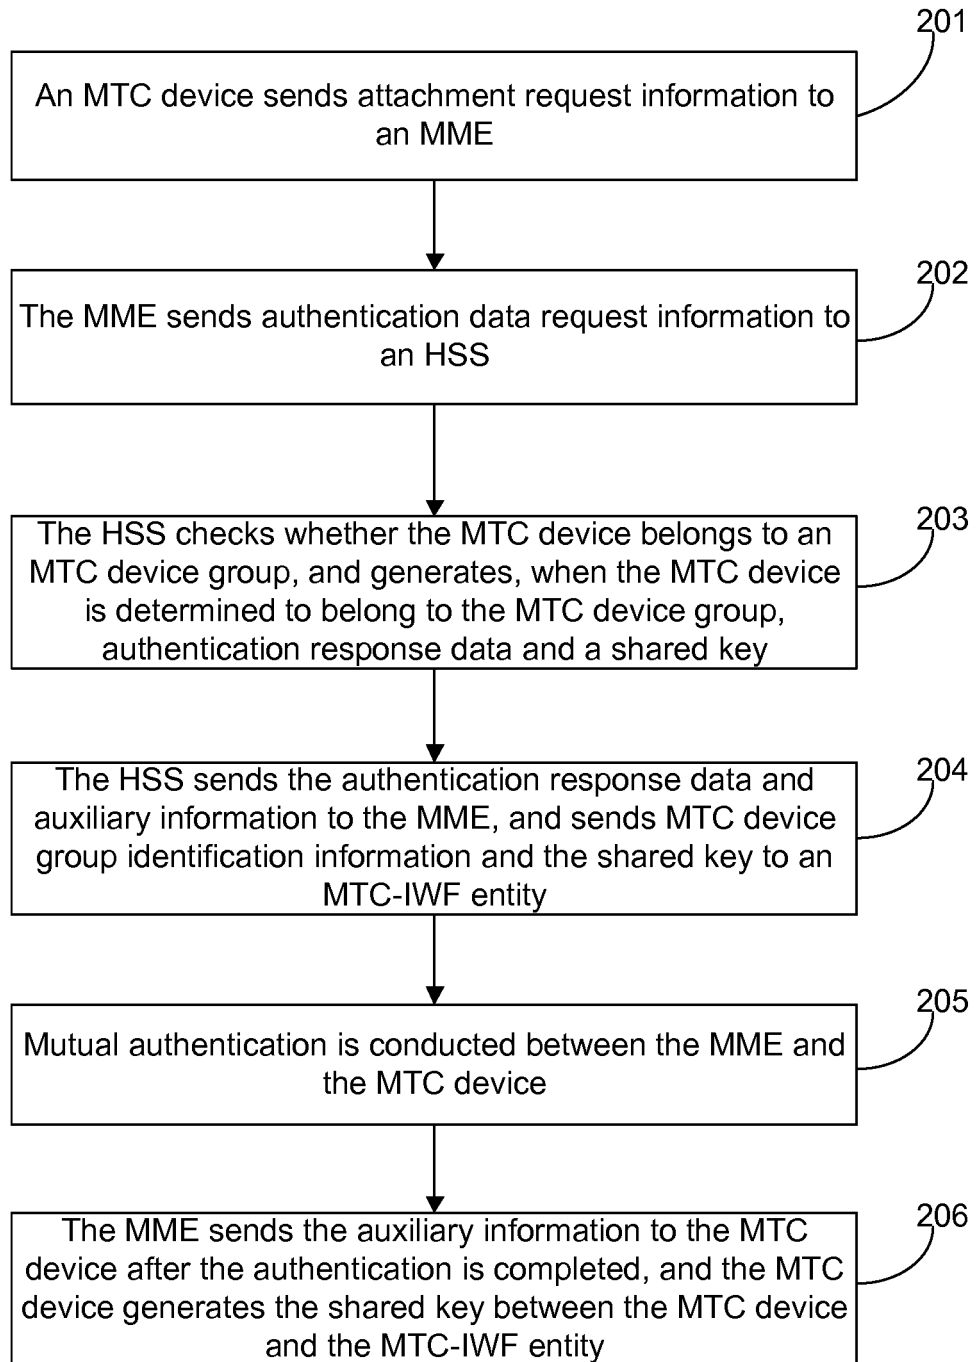 201
An MTC device sends attachment request information to
an MME
202
The MME sends authentication data request information to
an HSS
203
The HSS checks whether the MTC device belongs to an
MTC device group, and generates, when the MTC device
is determined to belong to the MTC device group,
authentication response data and a shared key
204
The HSS sends the authentication response data and
auxiliary information to the MME, and sends MTC device
group identification information and the shared key to an
MTC-IWF entity
205
Mutual authentication is conducted between the MME and
the MTC device
206
The MME sends the auxiliary information to the MTC
device after the authentication is completed, and the MTC
device generates the shared key between the MTC device
and the MTC-IWF entity